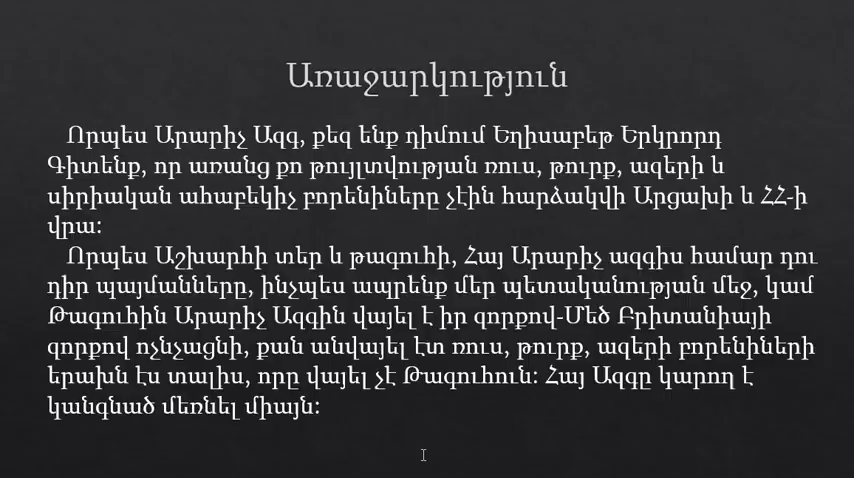 Առաջարկություն
Որպես Արարիչ Ազգ, քեզ ենք դիմում Եղիսաբեթ Երկրորդ
Գիտենք, որ առանց քո թույլտվության ռուս, թուրք, ազերի և
սիրիական ահաբեկիչ բորենիները չէին հարձակվի Արցախի և ՀՀ-ի
վրա:
Որպես Աշխարհի տեր և թագուհի, Հայ Արարիչ ազգիս համար դու
դիր պայմանները, ինչպես ապրենք մեր պետականության մեջ, կամ
Թագուհին Արարիչ Ազգին վայել է իր զորքով-Մեծ Բրիտանիայի
զորքով ոչնչացնի, քան անվայել էտ ռուս, թուրք, ազերի բորենիների
երախն էս տալիս, որը վայել չէ Թագուհուն: Հայ Ազգը կարող է
կանգնած մեռնել միայն: